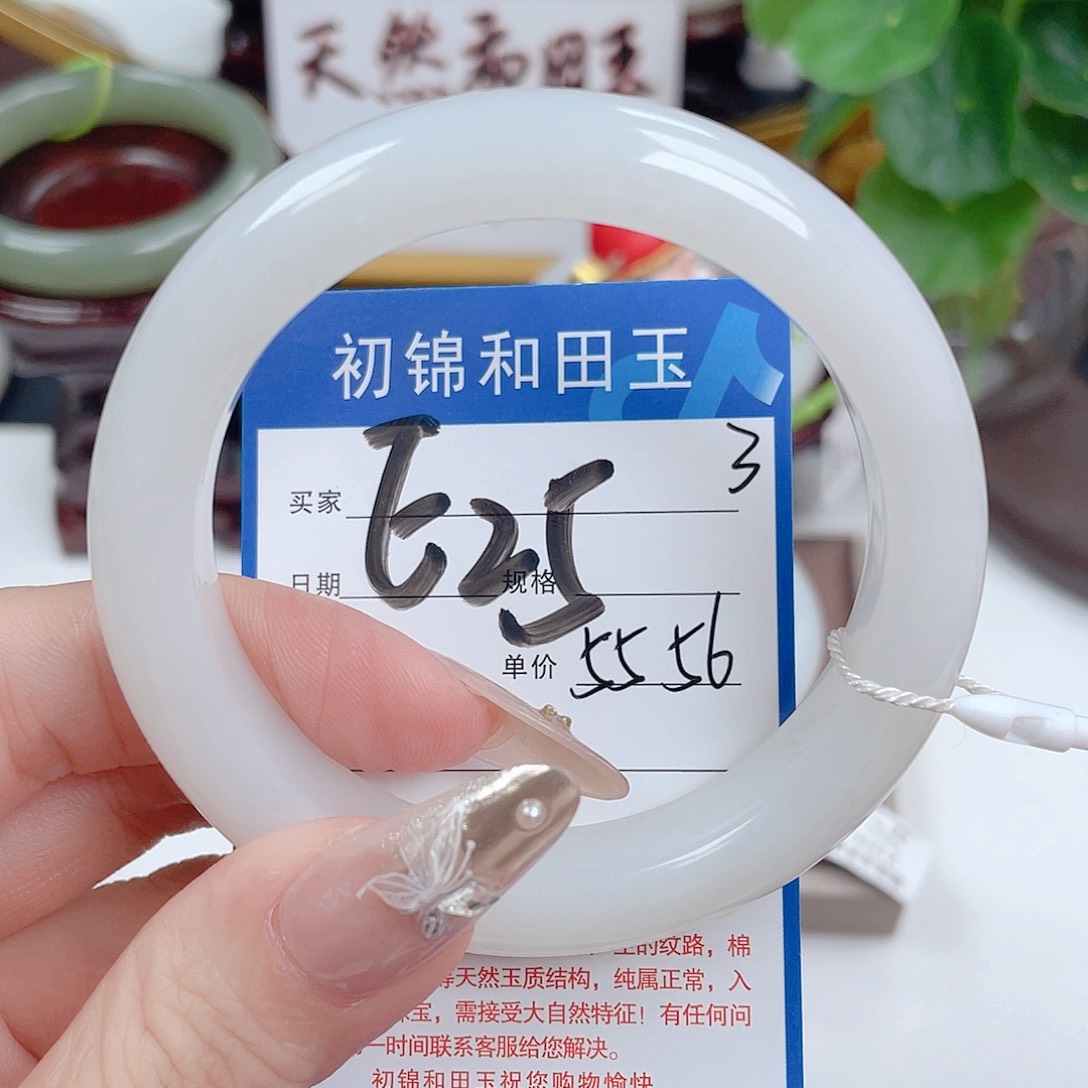 天然和田玉
初锦和田玉
3
买家
E25
日期 规格
单价 55 56
的纹路，棉
等天然玉质结构，纯属正常，入
宝，需接受大自然特征！有任何问
一时间联系客服给您解决。
初锦和田玉祝您购物愉快